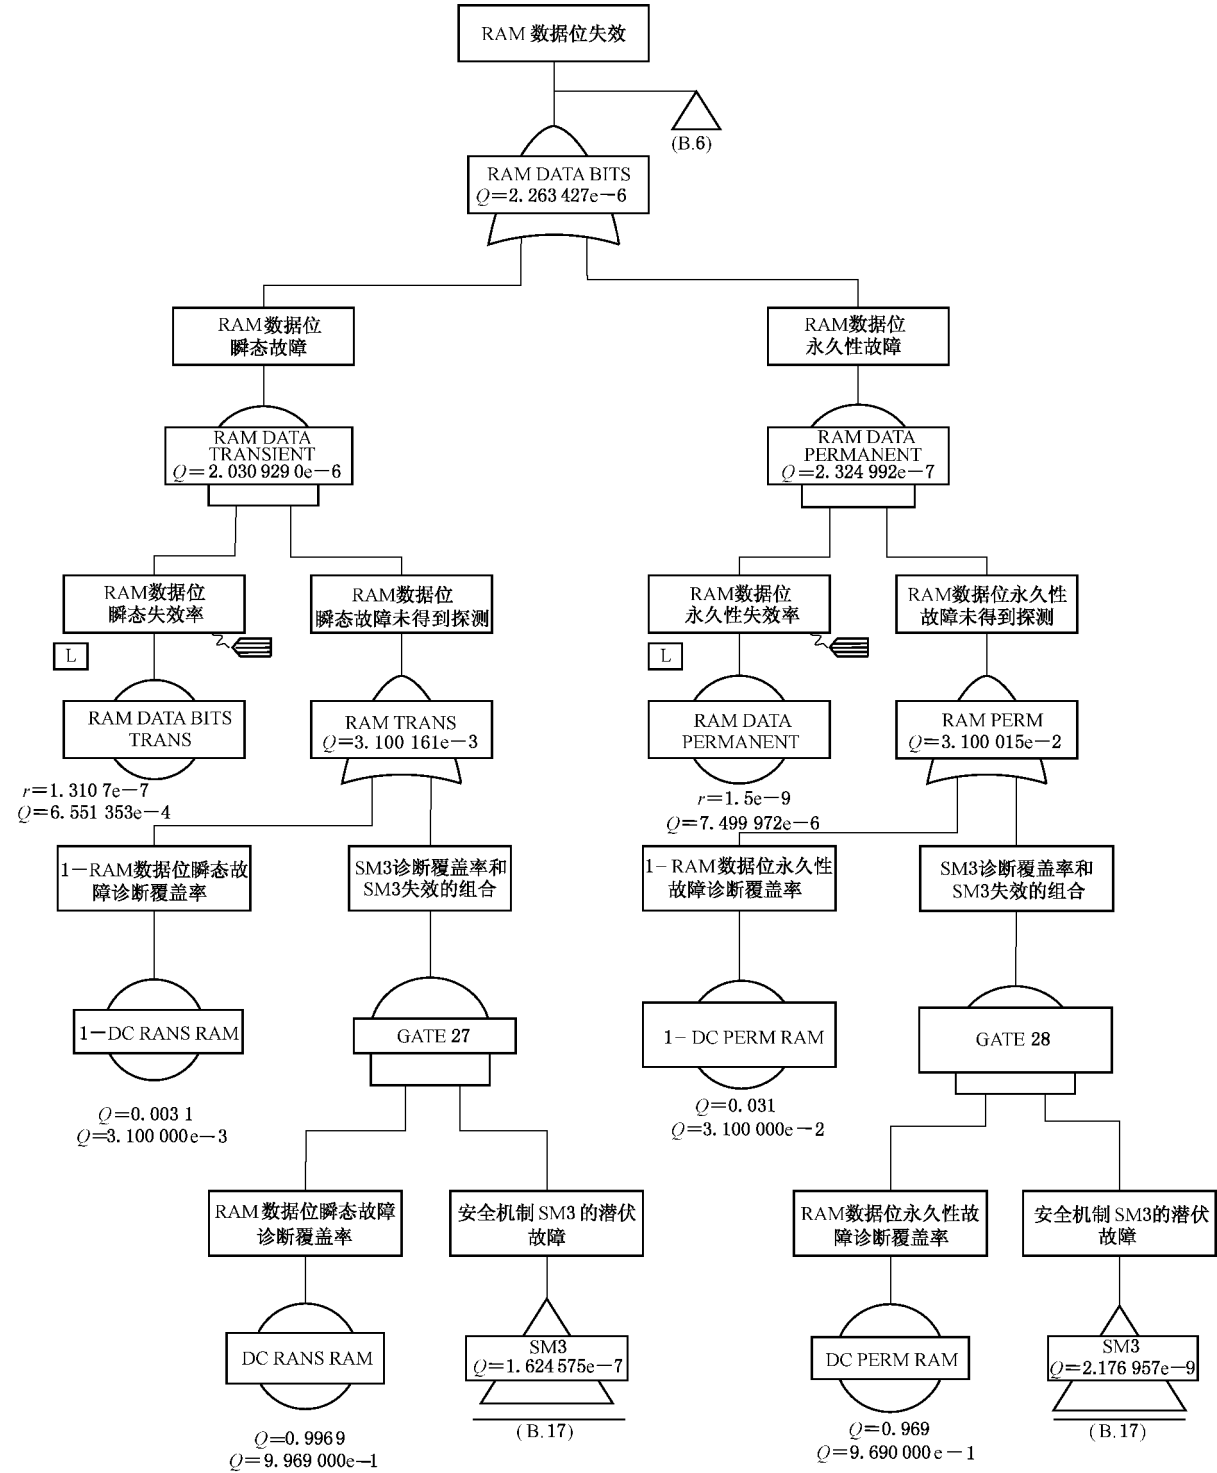 RAM 数据位失效
(B.6)
RAM DATA BITS
Q=2.263 427e−6
RAM数据位
瞬态故障
RAM数据位
永久性故障
RAM DATA
TRANSIENT
Q=2.030 929 0e−6
RAM DATA
PERMANENT
Q=2.324 992e−7
RAM数据位
瞬态失效率
RAM数据位
瞬态故障未得到探测
RAM数据位
永久性失效率
RAM数据位永久性
故障未得到探测
L
L
RAM DATA BITS
TRANS
RAM TRANS
Q=3.100 161e−3
RAM DATA
PERMANENT
RAM PERM
Q=3.100 015e−2
r=1.310 7e−7
Q=6.551 353e−4
r=1.5e−9
Q=7.499 972e−6
1−RAM数据位瞬态故
障诊断覆盖率
SM3诊断覆盖率和
SM3失效的组合
1−RAM数据位永久性
故障诊断覆盖率
SM3诊断覆盖率和
SM3失效的组合
1−DC RANS RAM
GATE 27
1− DC PERM RAM
GATE 28
Q=0.003 1
Q=3.100 000e−3
Q=0.031
Q=3.100 000e−2
RAM数据位瞬态故障
诊断覆盖率
安全机制 SM3 的潜伏
故障
RAM数据位永久性故
障诊断覆盖率
安全机制 SM3的潜伏
故障
DC RANS RAM
SM3
Q=1.624 575e−7
DC PERM RAM
SM3
Q=2.176 957e−9
Q=0.996 9
Q=9.969 000e−1
(B.17)
Q=0.969
Q=9.690 000 e−1
(B.17)